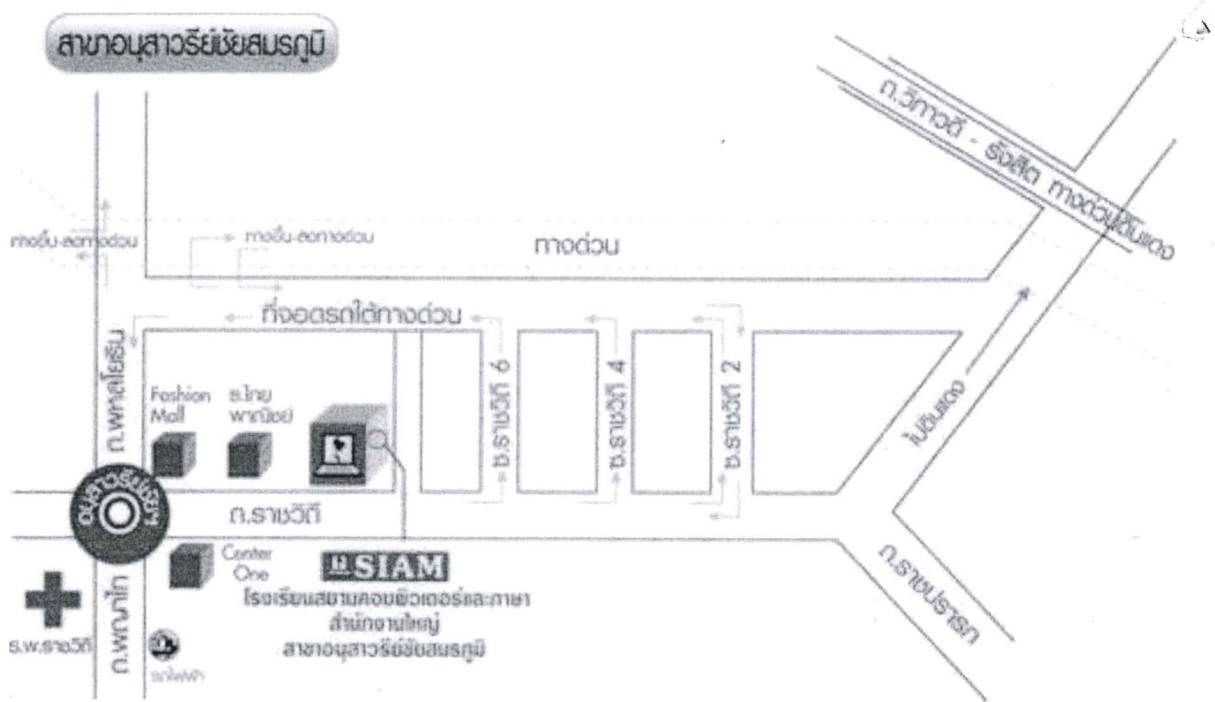 สาขาอนุสาวรีย์ชัยสมรภูมิ
ถ.วิภาวดี - รังสิต ทางด่วนดินแดง
ทางขึ้น-ลงทางด่วน
ทางขึ้น-ลงทางด่วน
ทางด่วน
ที่จอดรถใต้ทางด่วน
ถ.พหลโยธิน
Fashion
Mall
ธ.ไทย
พาณิชย์
ซ.ราชวิถี 6
ซ.ราชวิถี 4
ซ.ราชวิถี 2
ไปดินแดง
อนุสาวรีย์ชัยฯ
ถ.ราชวิถี
ถ.ราชปรารภ
Center
One
SIAM
โรงเรียนสยามคอมพิวเตอร์และภาษา
สำนักงานใหญ่
สาขาอนุสาวรีย์ชัยสมรภูมิ
ร.พ.ราชวิถี
ถ.พญาไท
รถไฟฟ้า